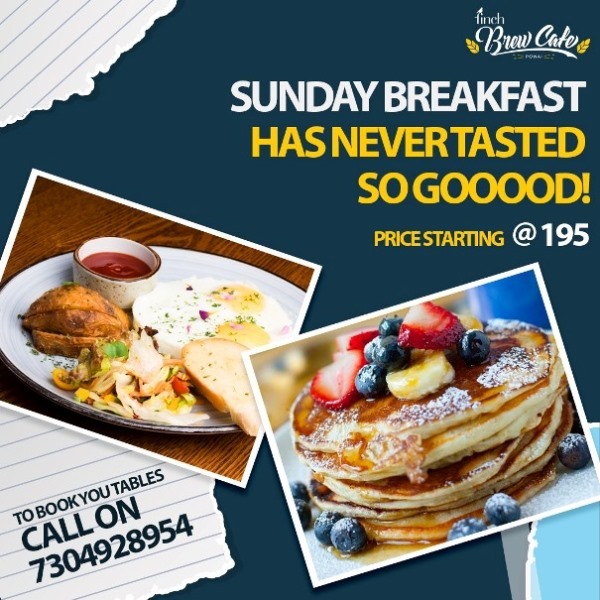 finch
Brew Cafe
POWAI
SUNDAY BREAKFAST
HAS NEVER TASTED
SO GOOOOD!
PRICE STARTING @ 195
TO BOOK YOU TABLES
CALL ON
7304928954